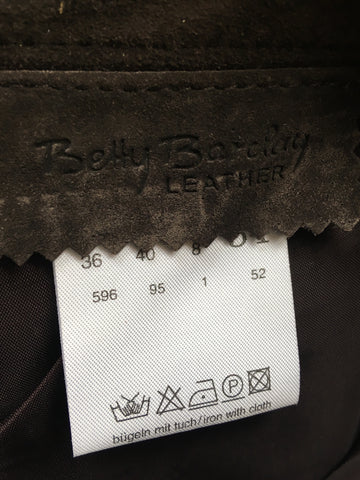 Betty Barclay
LEATHER
36 40 8
596 95 1 52
P
bügeln mit tuch/iron with cloth